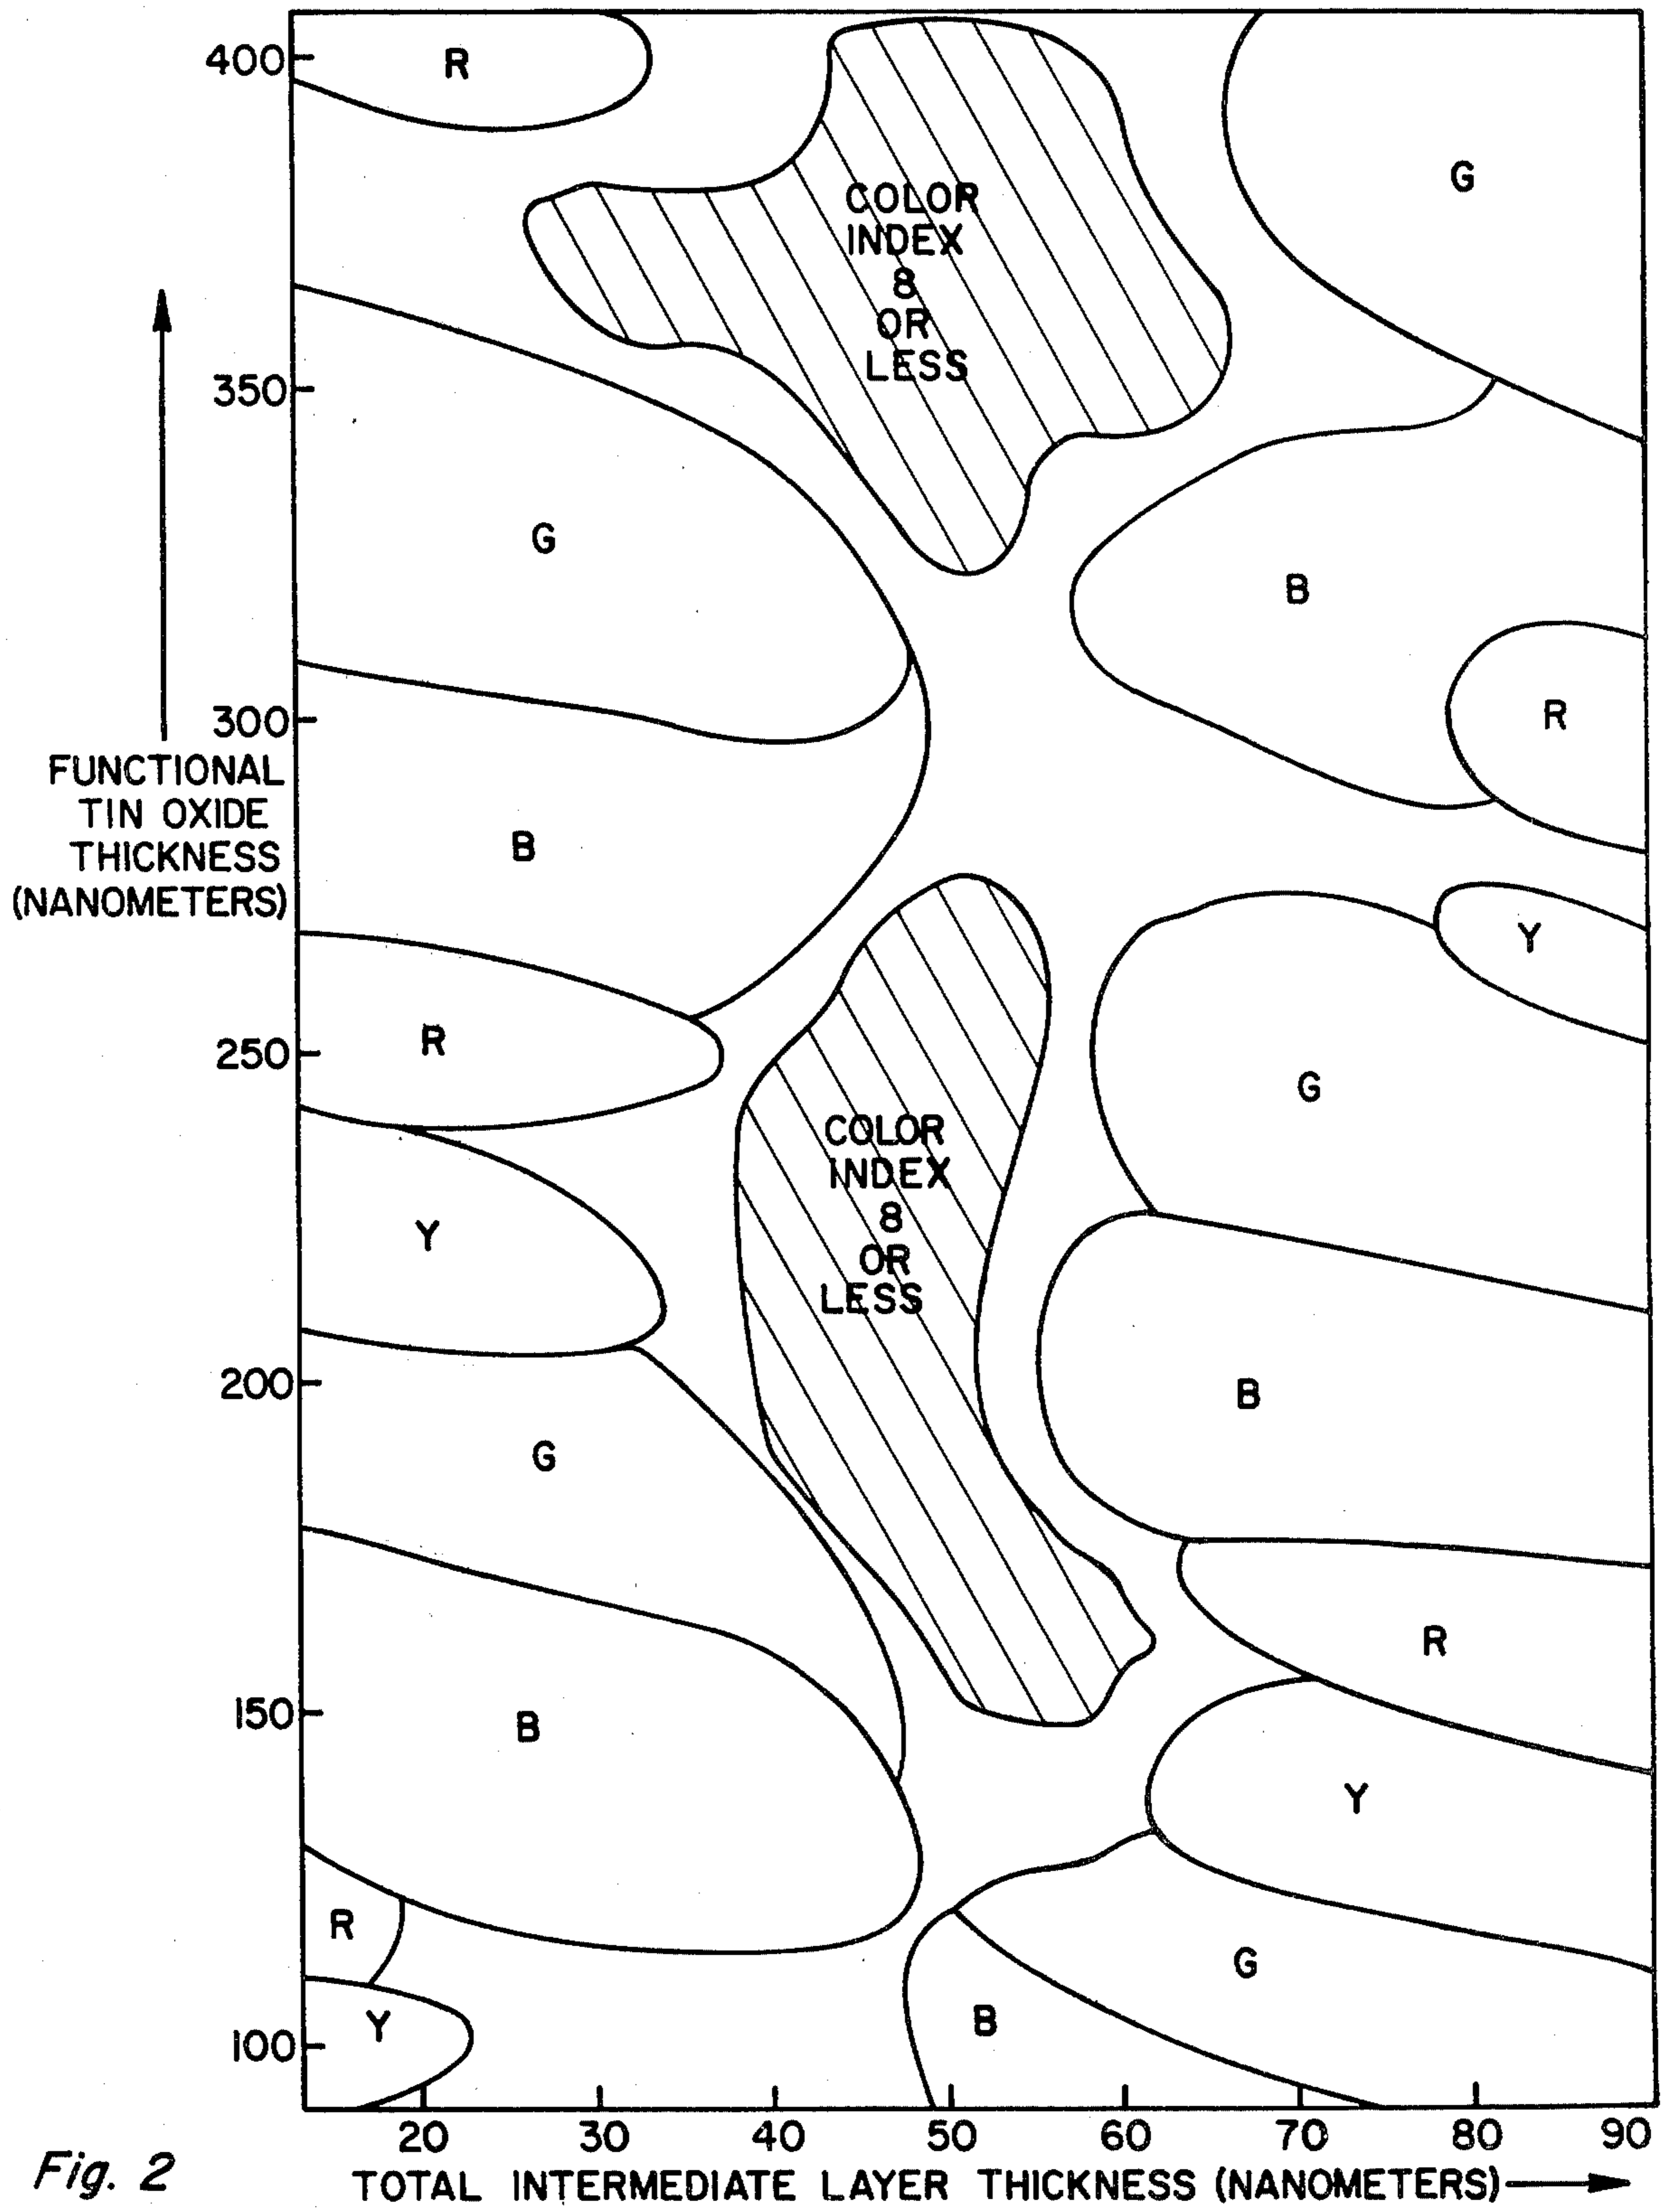 400
R
G
COLOR
INDEX
8
OR
LESS
350
G
B
R
300
FUNCTIONAL
TIN OXIDE
THICKNESS
(NANOMETERS)
B
Y
R
250
G
COLOR
INDEX
8
OR
LESS
Y
200
B
G
R
150
B
Y
R
G
Y
B
100
20 30 40 50 60 70 80 90
Fig. 2
TOTAL INTERMEDIATE LAYER THICKNESS (NANOMETERS)